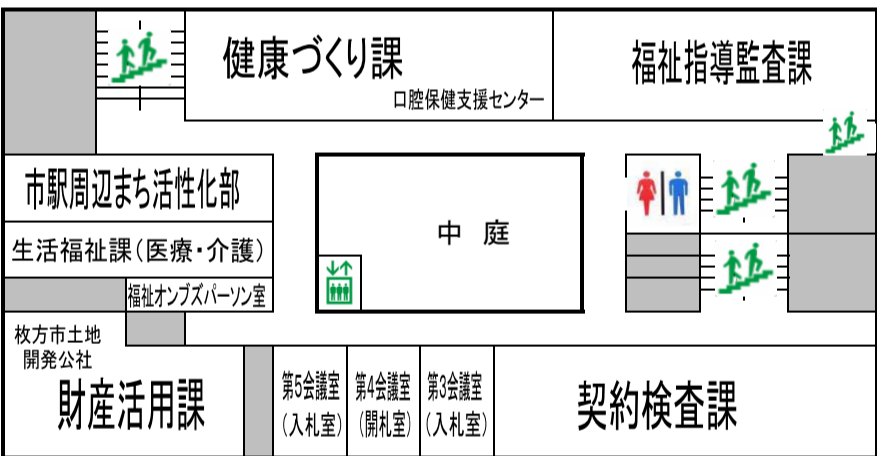 健康づくり課
口腔保健支援センター
福祉指導監査課
市駅周辺まち活性化部
生活福祉課(医療・介護)
福祉オンブズパーソン室
中 庭
枚方市土地
開発公社
財産活用課
第5会議室
(入札室)
第4会議室
(開札室)
第3会議室
(入札室)
契約検査課